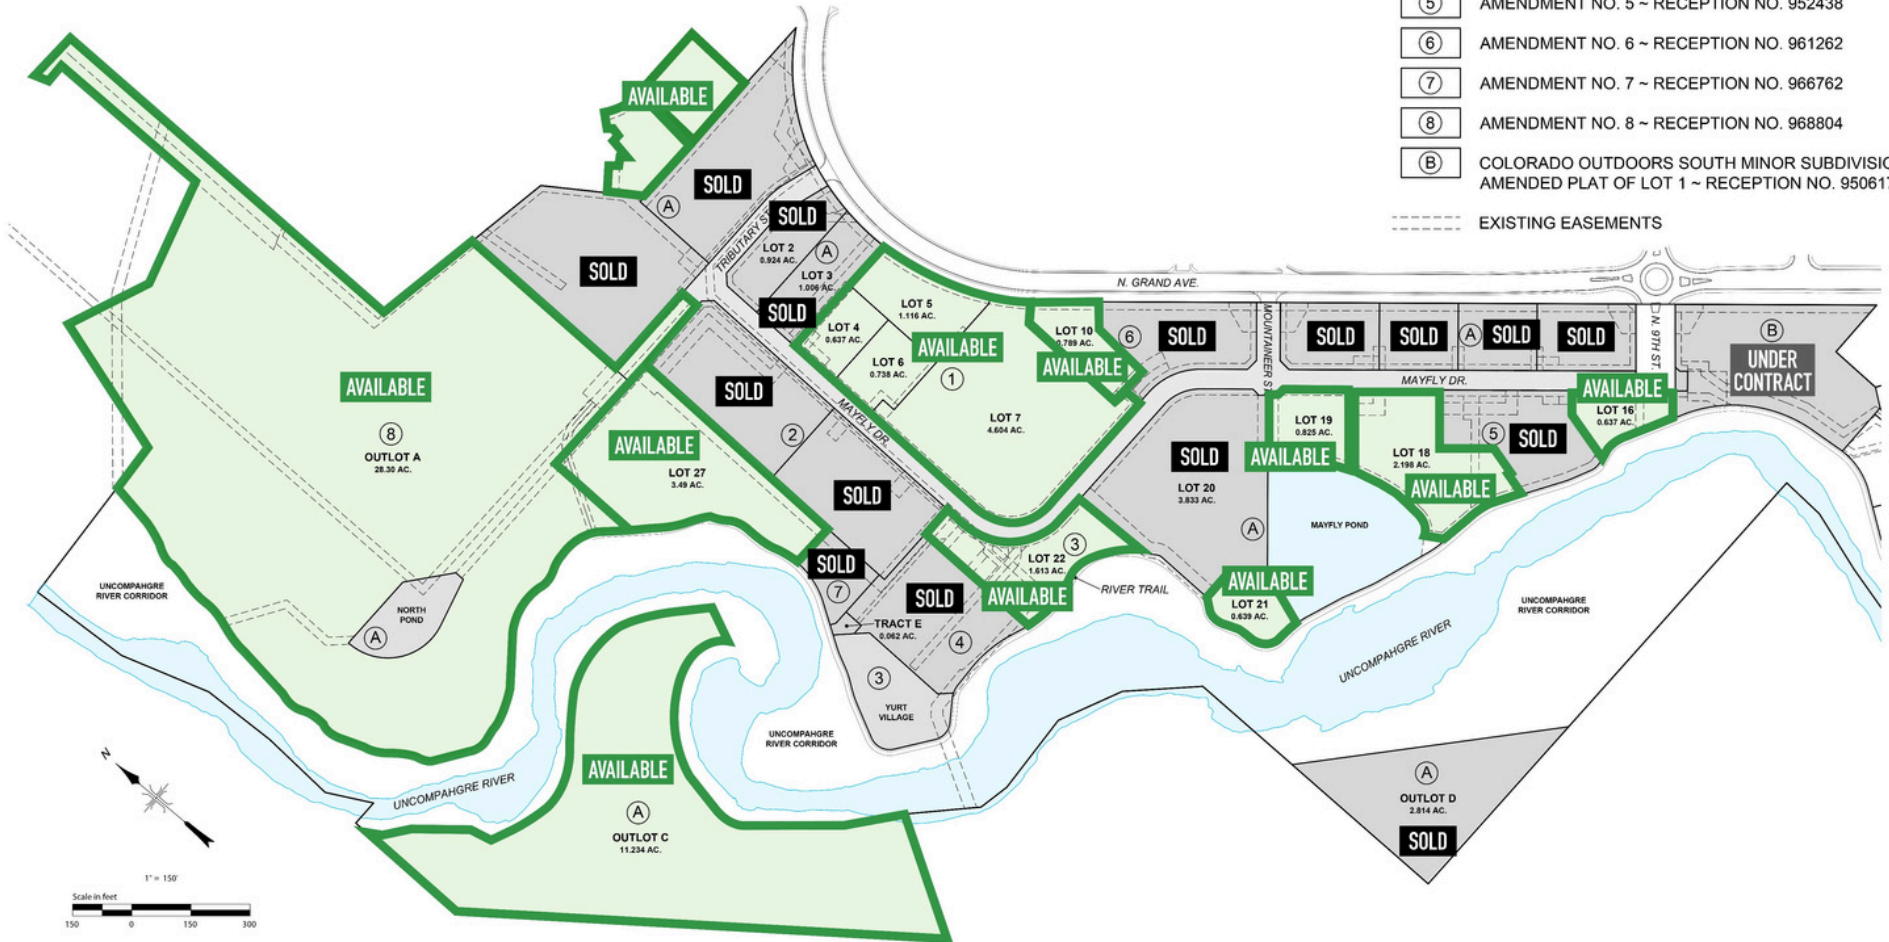 5 AMENDMENT NO. 5 ~ RECEPTION NO. 952438
6 AMENDMENT NO. 6 ~ RECEPTION NO. 961262
7 AMENDMENT NO. 7 ~ RECEPTION NO. 966762
8 AMENDMENT NO. 8 ~ RECEPTION NO. 968804
B COLORADO OUTDOORS SOUTH MINOR SUBDIVISIO
AMENDED PLAT OF LOT 1 ~ RECEPTION NO. 950617
EXISTING EASEMENTS
AVAILABLE
SOLD
A
SOLD
TRIBUTARY ST.
SOLD
LOT 2
0.924 AC.
A
LOT 3
1.006 AC.
SOLD
N. GRAND AVE.
LOT 5
1.116 AC.
LOT 4
0.637 AC.
LOT 6
0.738 AC.
AVAILABLE
1
LOT 7
4.604 AC.
LOT 10
0.789 AC.
AVAILABLE
6
SOLD
MOUNTAINEER ST.
SOLD
SOLD
A
SOLD
SOLD
N. 9TH ST.
B
UNDER
CONTRACT
MAYFLY DR.
AVAILABLE
LOT 16
0.637 AC.
AVAILABLE
8
OUTLOT A
28.30 AC.
SOLD
2
MAYFLY DR.
AVAILABLE
LOT 27
3.49 AC.
SOLD
SOLD
LOT 20
3.833 AC.
A
LOT 19
0.825 AC.
AVAILABLE
LOT 18
2.198 AC.
AVAILABLE
5
SOLD
MAYFLY POND
SOLD
7
LOT 22
1.613 AC.
3
AVAILABLE
RIVER TRAIL
AVAILABLE
LOT 21
0.639 AC.
UNCOMPAHGRE
RIVER CORRIDOR
UNCOMPAHGRE
RIVER CORRIDOR
NORTH
POND
A
SOLD
TRACT E
0.062 AC.
4
3
YURT
VILLAGE
UNCOMPAHGRE RIVER
UNCOMPAHGRE
RIVER CORRIDOR
UNCOMPAHGRE RIVER
AVAILABLE
A
OUTLOT C
11.234 AC.
A
OUTLOT D
2.814 AC.
SOLD
N
1" = 150'
Scale in feet
150 0 150 300